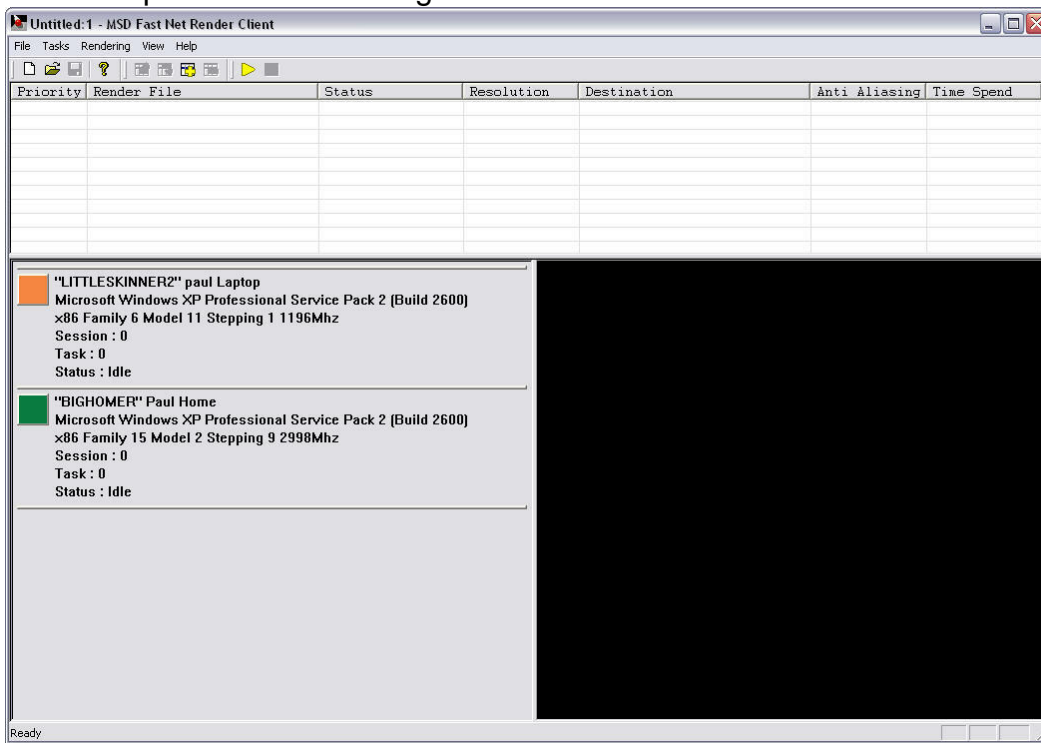 Untitled:1 - MSD Fast Net Render Client
File Tasks Rendering View Help
Priority Render File Status Resolution Destination Anti Aliasing Time Spend
"LITTLESKINNER2" paul Laptop
Microsoft Windows XP Professional Service Pack 2 (Build 2600)
x86 Family 6 Model 11 Stepping 1 1196Mhz
Session : 0
Task : 0
Status : Idle
"BIGHOMER" Paul Home
Microsoft Windows XP Professional Service Pack 2 (Build 2600)
x86 Family 15 Model 2 Stepping 9 2998Mhz
Session : 0
Task : 0
Status : Idle
Ready